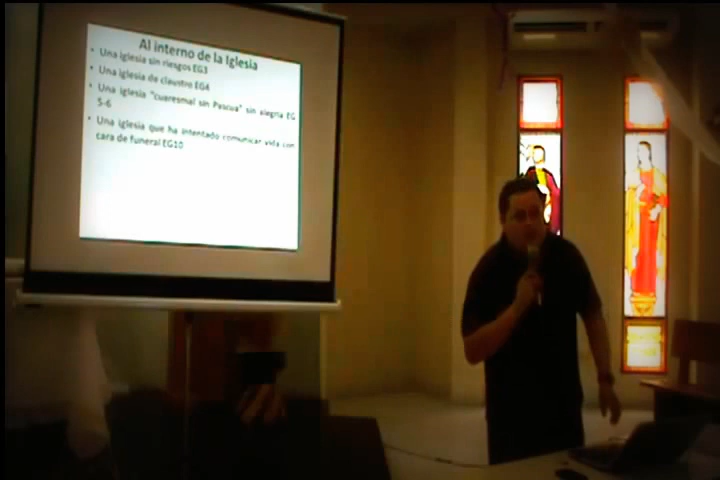 Al interno de la Iglesia
• Una iglesia sin riesgos EG3
• Una iglesia de claustro EG4
• Una iglesia "cuaresmal sin Pascua" sin alegria EG
5-6
• Una iglesia que ha intentado comunicar vida con
cara de funeral EG10